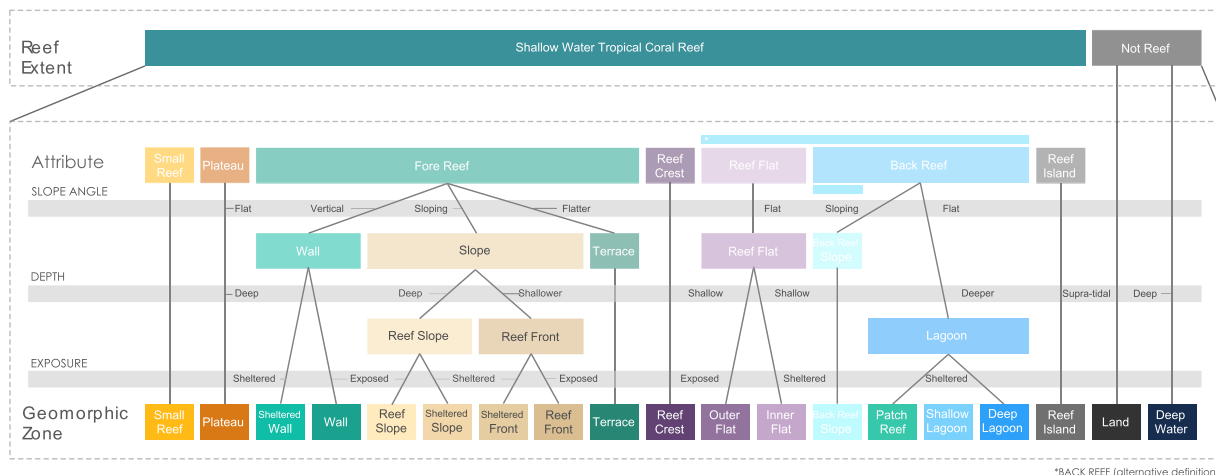 Reef
Extent
Shallow Water Tropical Coral Reef
Not Reef
Attribute
Small
Reef
Plateau
Fore Reef
Reef
Crest
*
Reef Flat
Back Reef
Reef
Island
SLOPE ANGLE
Flat
Vertical
Sloping
Flatter
Flat
Sloping
Flat
Wall
Slope
Terrace
Reef Flat
Back Reef
Slope
DEPTH
Deep
Deep
Shallower
Shallow
Shallow
Deeper
Supra-tidal
Deep
Reef Slope
Reef Front
Lagoon
EXPOSURE
Sheltered
Exposed
Sheltered
Exposed
Exposed
Sheltered
Sheltered
Geomorphic
Zone
Small
Reef
Plateau
Sheltered
Wall
Wall
Reef
Slope
Sheltered
Slope
Sheltered
Front
Reef
Front
Terrace
Reef
Crest
Outer
Flat
Inner
Flat
Back Reef
Slope
Patch
Reef
Shallow
Lagoon
Deep
Lagoon
Reef
Island
Land
Deep
Water
*BACK REEF (alternative definition